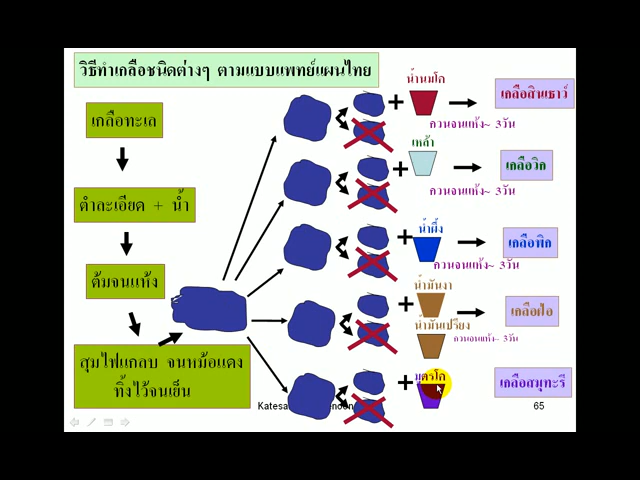 วิธีทำเกลือชนิดต่างๆ ตามแบบแพทย์แผนไทย
เกลือทะเล
ตำละเอียด + น้ำ
ต้มจนแห้ง
สุมไฟแกลบ จนหม้อแดง
ทิ้งไว้จนเย็น
น้ำนมโค
+
เกลือสินเธาว์
กวนจนแห้ง~ 3วัน
เหล้า
+
เกลือวิก
กวนจนแห้ง~ 3วัน
น้ำผึ้ง
+
เกลือพิก
กวนจนแห้ง~ 3วัน
น้ำมันงา
+
เกลือฝ่อ
น้ำมันเปรียง
กวนจนแห้ง~ 3วัน
มูตรโค
+
เกลือสมุทะรี
65